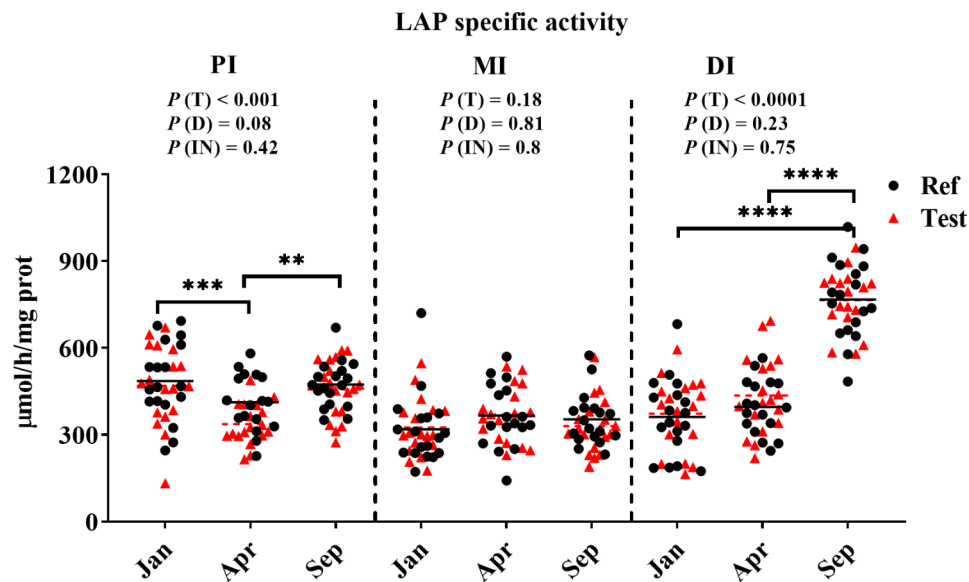 LAP specific activity
PI
MI
DI
P (T) < 0.001
P (D) = 0.08
P (IN) = 0.42
P (T) = 0.18
P (D) = 0.81
P (IN) = 0.8
P (T) < 0.0001
P (D) = 0.23
P (IN) = 0.75
μmol/h/mg prot
1200
900
600
300
0
***
**
****
****
Ref
Test
Jan
Apr
Sep
Jan
Apr
Sep
Jan
Apr
Sep